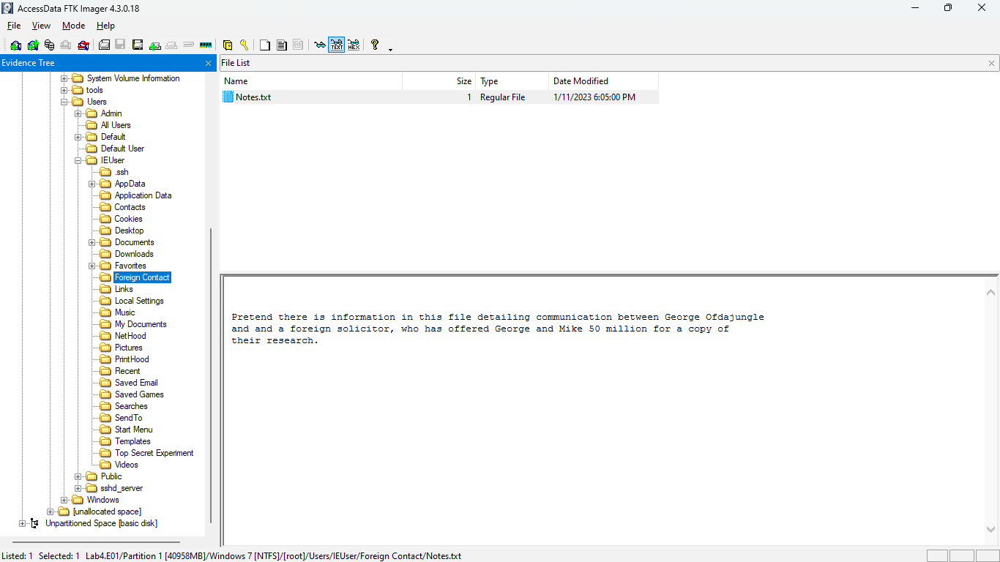 AccessData FTK Imager 4.3.0.18
File View Mode Help
Evidence Tree
System Volume Information
tools
Users
Admin
All Users
Default
Default User
IEUser
.ssh
AppData
Application Data
Contacts
Cookies
Desktop
Documents
Downloads
Favorites
Foreign Contact
Links
Local Settings
Music
My Documents
NetHood
Pictures
PrintHood
Recent
Saved Email
Saved Games
Searches
SendTo
Start Menu
Templates
Top Secret Experiment
Videos
Public
sshd_server
Windows
[unallocated space]
Unpartitioned Space [basic disk]
File List
Name Size Type Date Modified
Notes.txt 1 Regular File 1/11/2023 6:05:00 PM
Pretend there is information in this file detailing communication between George Ofdajungle
and and a foreign solicitor, who has offered George and Mike 50 million for a copy of
their research.
Listed: 1 Selected: 1 Lab4.E01/Partition 1 [40958MB]/Windows 7 [NTFS]/[root]/Users/IEUser/Foreign Contact/Notes.txt
TEXT
HEX
DIR